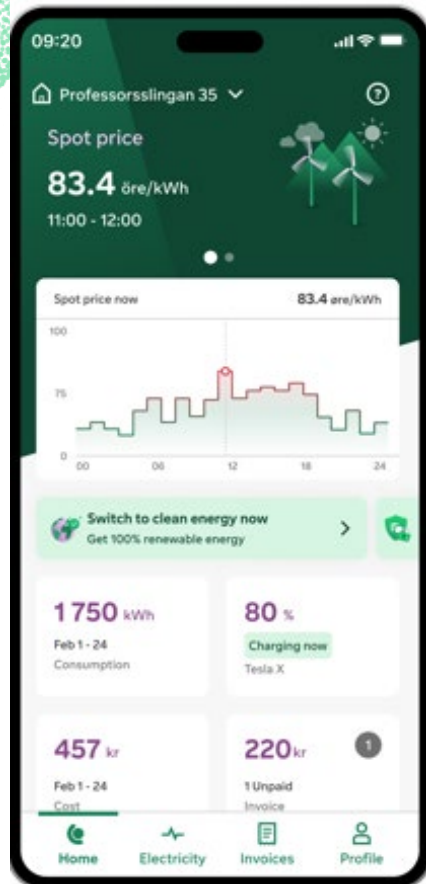 09:20
Professorsslingan 35
Spot price
83.4 öre/kWh
11:00 - 12:00
Spot price now 83.4 øre/kWh
100
75
0
00 06 12 18 24
Switch to clean energy now
Get 100% renewable energy
1 750 kWh
Feb 1 - 24
Consumption
80 %
Charging now
Tesla X
457 kr
Feb 1 - 24
Cost
220 kr
1
1 Unpaid
Invoice
Home Electricity Invoices Profile